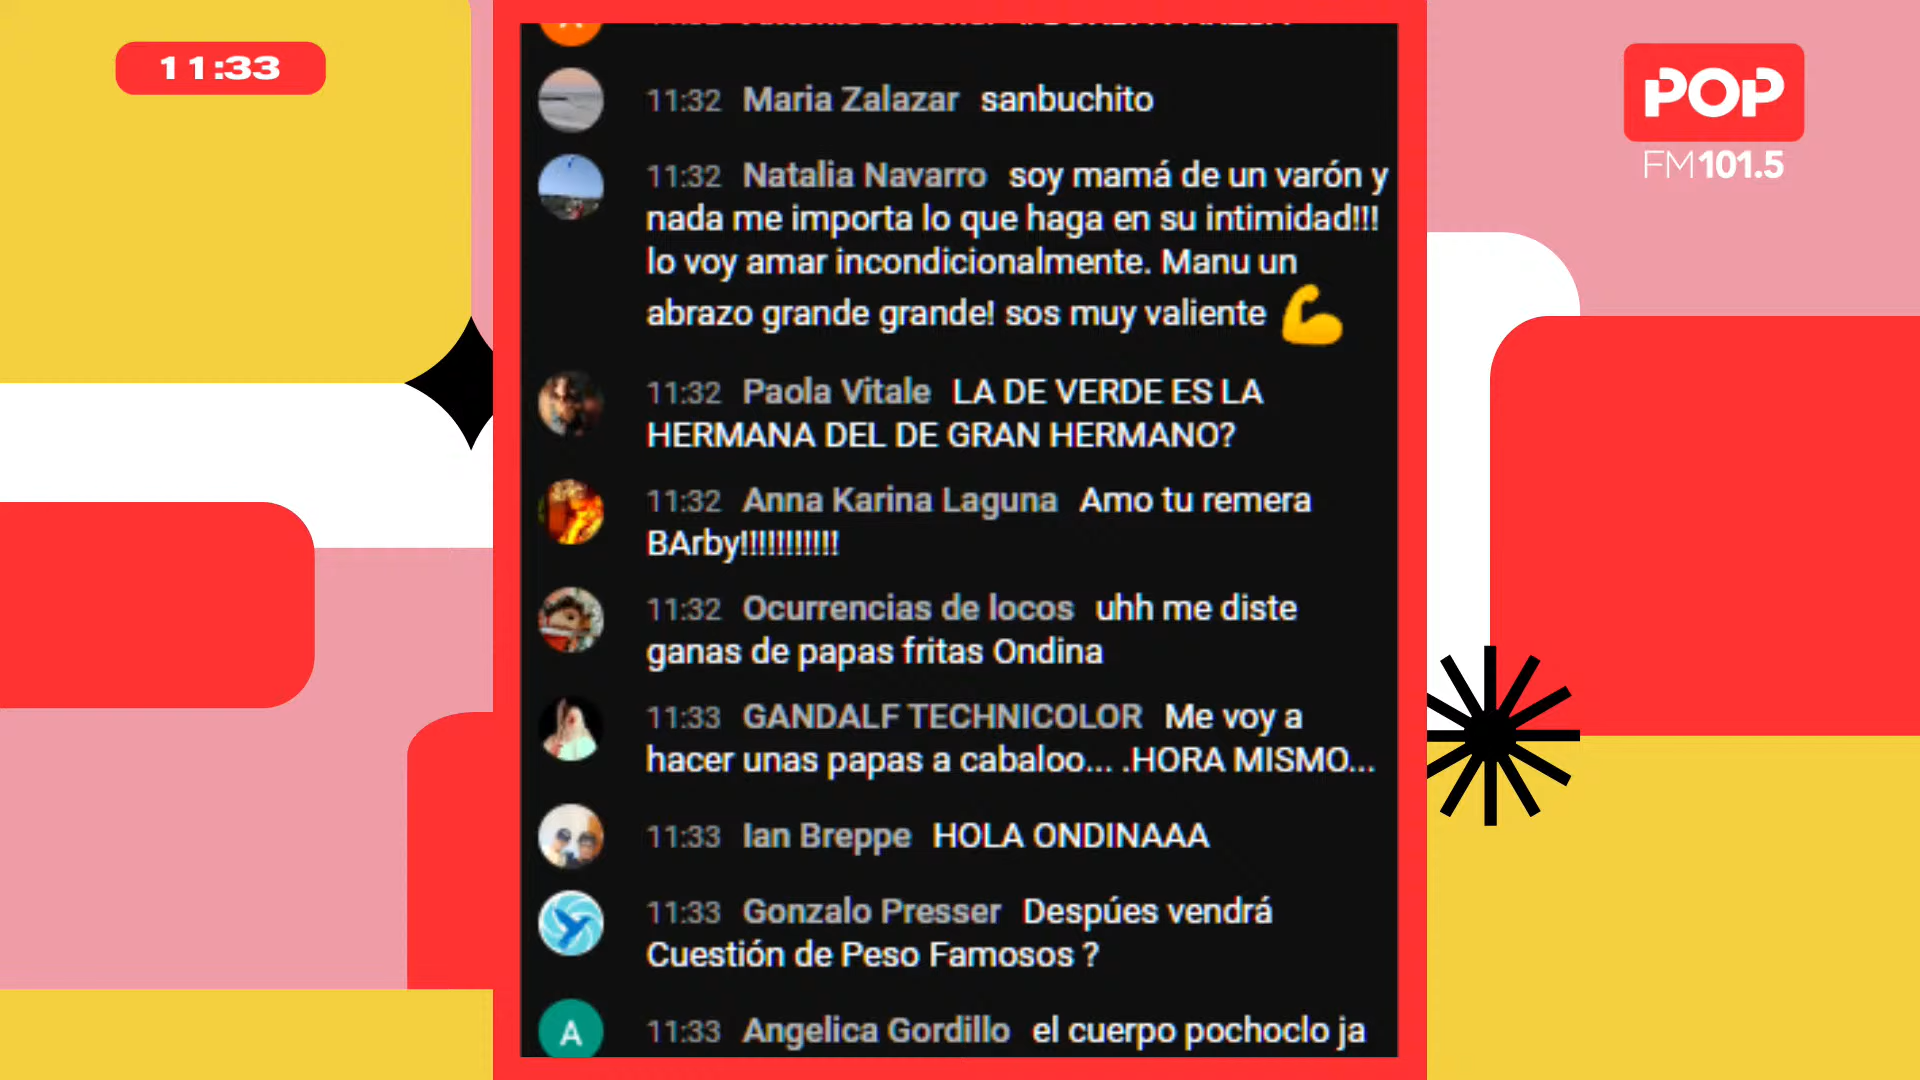 11:33
POP
FM101.5
11:32 Maria Zalazar sanbuchito
11:32 Natalia Navarro soy mamá de un varón y
nada me importa lo que haga en su intimidad!!!
lo voy amar incondicionalmente. Manu un
abrazo grande grande! sos muy valiente 💪
11:32 Paola Vitale LA DE VERDE ES LA
HERMANA DEL DE GRAN HERMANO?
11:32 Anna Karina Laguna Amo tu remera
BArby!!!!!!!!!!!
11:32 Ocurrencias de locos uhh me diste
ganas de papas fritas Ondina
11:33 GANDALF TECHNICOLOR Me voy a
hacer unas papas a cabaloo... .HORA MISMO...
11:33 Ian Breppe HOLA ONDINAAA
11:33 Gonzalo Presser Despúes vendrá
Cuestión de Peso Famosos ?
A
11:33 Angelica Gordillo el cuerpo pochoclo ja